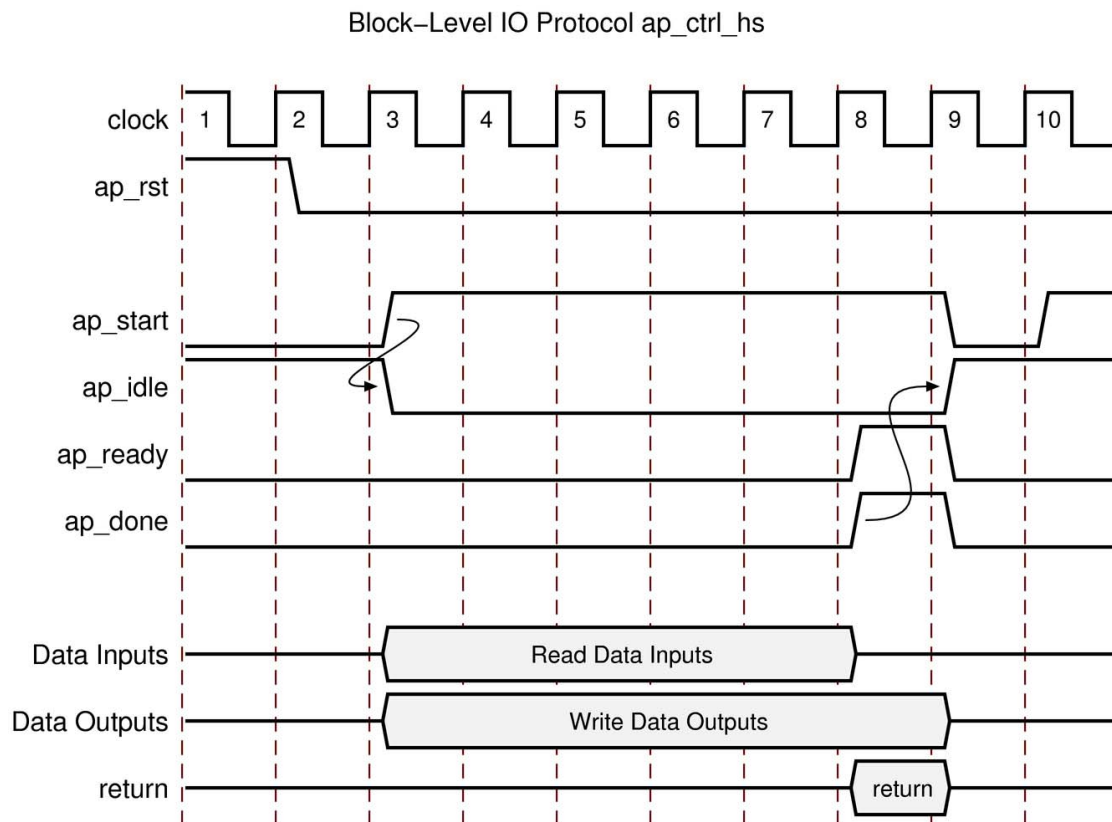 Block–Level IO Protocol ap_ctrl_hs
clock 1 2 3 4 5 6 7 8 9 10
ap_rst
ap_start
ap_idle
ap_ready
ap_done
Data Inputs Read Data Inputs
Data Outputs Write Data Outputs
return return